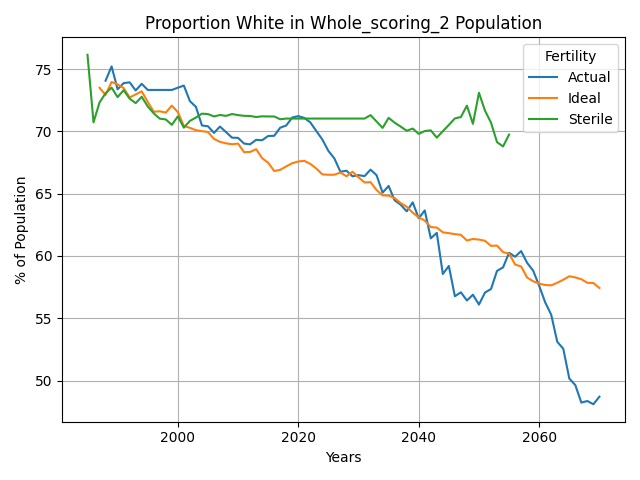 Proportion White in Whole_scoring_2 Population
Fertility
Actual
Ideal
Sterile
% of Population
75
70
65
60
55
50
2000
2020
2040
2060
Years